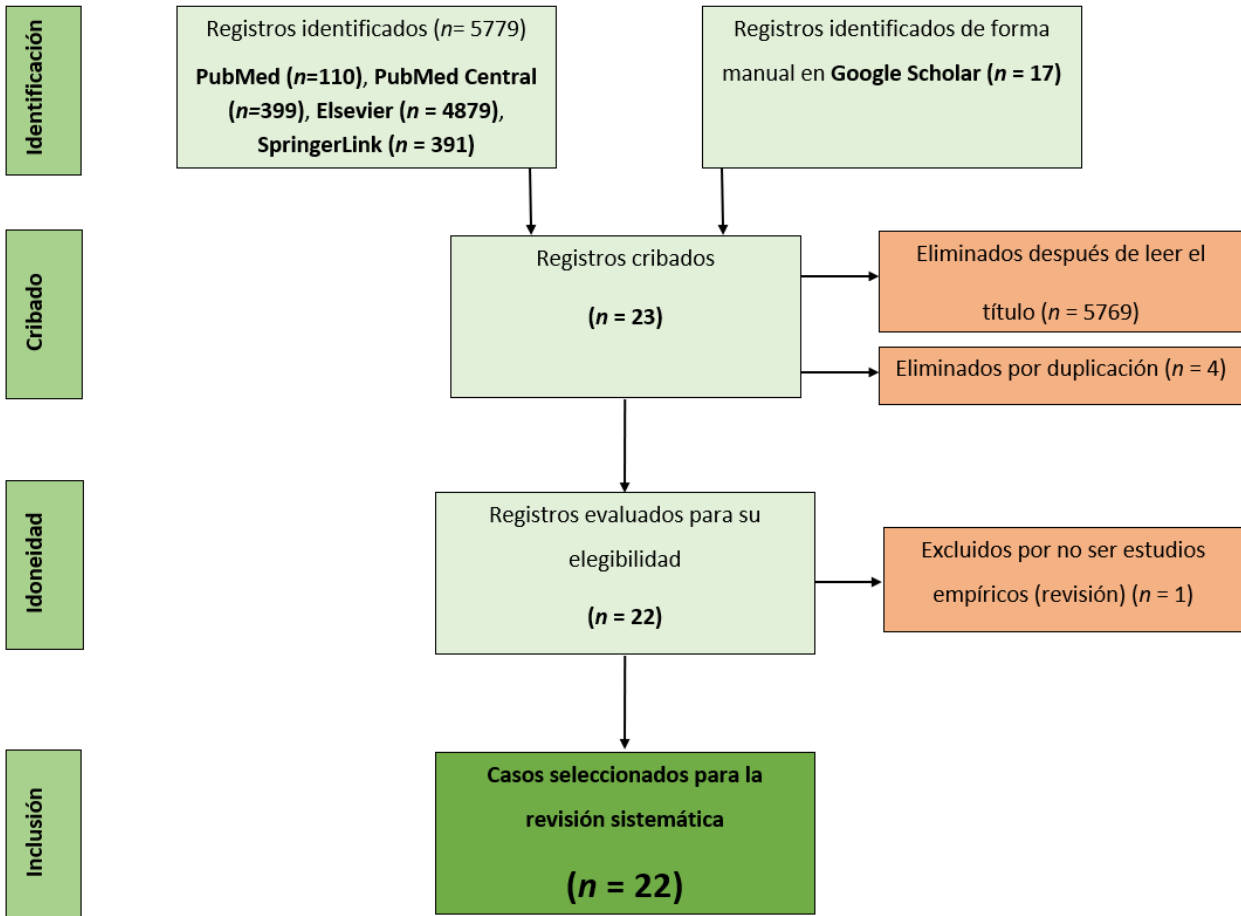 Identificación
Registros identificados (n= 5779)
PubMed (n=110), PubMed Central
(n=399), Elsevier (n = 4879),
SpringerLink (n = 391)
Registros identificados de forma
manual en Google Scholar (n = 17)
Cribado
Registros cribados
(n = 23)
Eliminados después de leer el
título (n = 5769)
Eliminados por duplicación (n = 4)
Idoneidad
Registros evaluados para su
elegibilidad
(n = 22)
Excluidos por no ser estudios
empíricos (revisión) (n = 1)
Inclusión
Casos seleccionados para la
revisión sistemática
(n = 22)